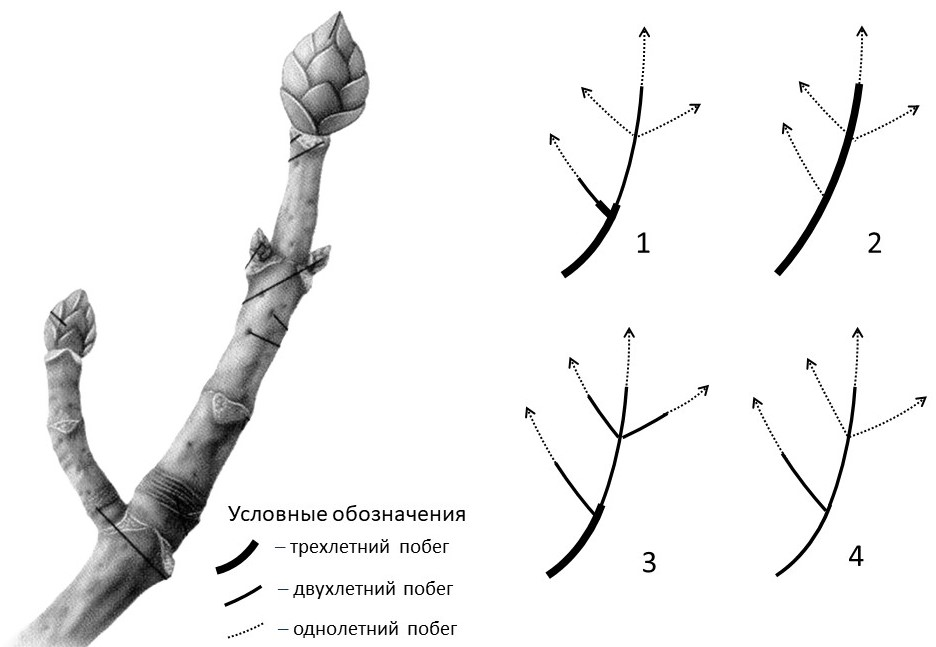 1
2
3
4
Условные обозначения
– трехлетний побег
– двухлетний побег
– однолетний побег